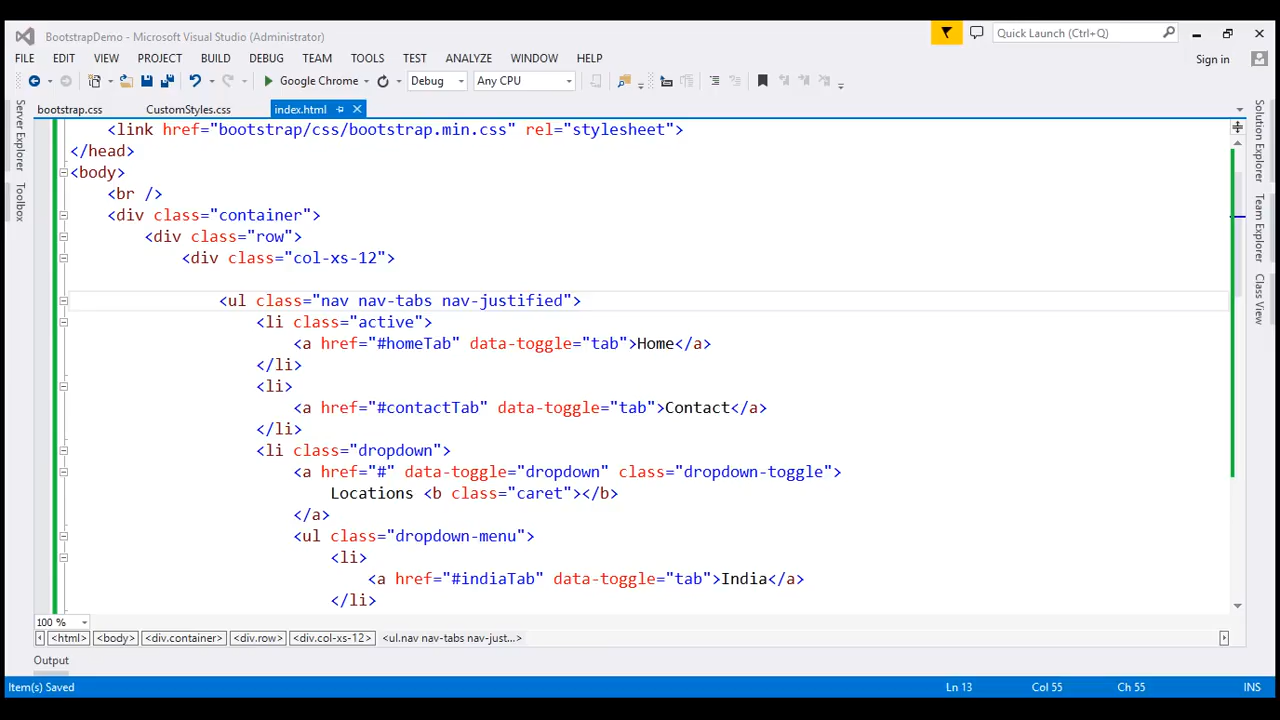 BootstrapDemo - Microsoft Visual Studio (Administrator)
Quick Launch (Ctrl+Q)
FILE EDIT VIEW PROJECT BUILD DEBUG TEAM TOOLS TEST ANALYZE WINDOW HELP
Sign in
Google Chrome Debug Any CPU
bootstrap.css CustomStyles.css index.html
Server Explorer
Toolbox
<link href="bootstrap/css/bootstrap.min.css" rel="stylesheet">
</head>
<body>
<br />
<div class="container">
<div class="row">
<div class="col-xs-12">
<ul class="nav nav-tabs nav-justified">
<li class="active">
<a href="#homeTab" data-toggle="tab">Home</a>
</li>
<li>
<a href="#contactTab" data-toggle="tab">Contact</a>
</li>
<li class="dropdown">
<a href="#" data-toggle="dropdown" class="dropdown-toggle">
Locations <b class="caret"></b>
</a>
<ul class="dropdown-menu">
<li>
<a href="#indiaTab" data-toggle="tab">India</a>
</li>
Solution Explorer
Team Explorer
Class View
100 %
<html> <body> <div.container> <div.row> <div.col-xs-12> <ul.nav nav-tabs nav-just...>
Output
Item(s) Saved Ln 13 Col 55 Ch 55 INS